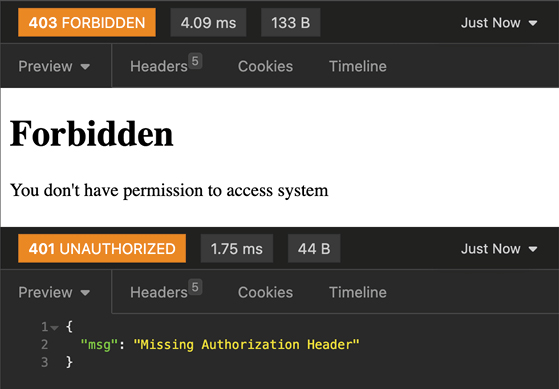 403 FORBIDDEN 4.09 ms 133 B Just Now
Preview Headers 5 Cookies Timeline
Forbidden
You don't have permission to access system
401 UNAUTHORIZED 1.75 ms 44 B Just Now
Preview Headers 5 Cookies Timeline
1 {
2 "msg": "Missing Authorization Header"
3 }